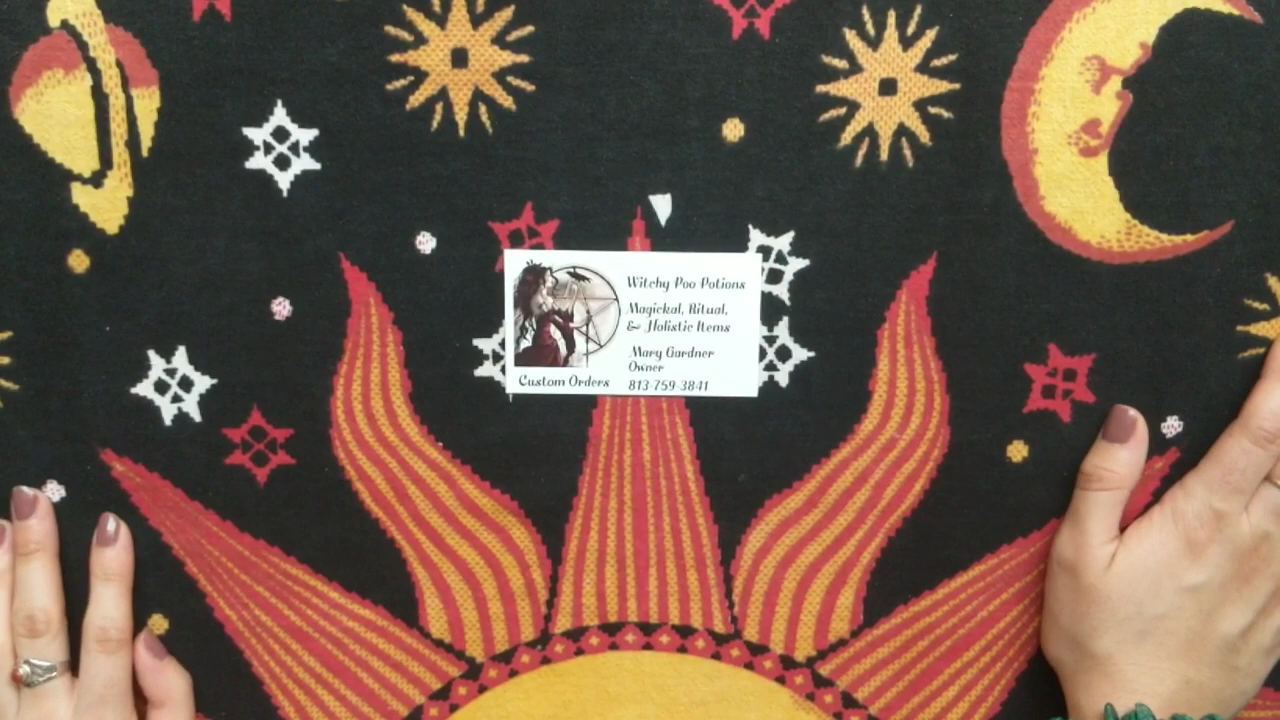 Witchy Poo Potions
Magickal, Ritual,
& Holistic Items
Mary Gardner
Owner
Custom Orders
813-759-3841